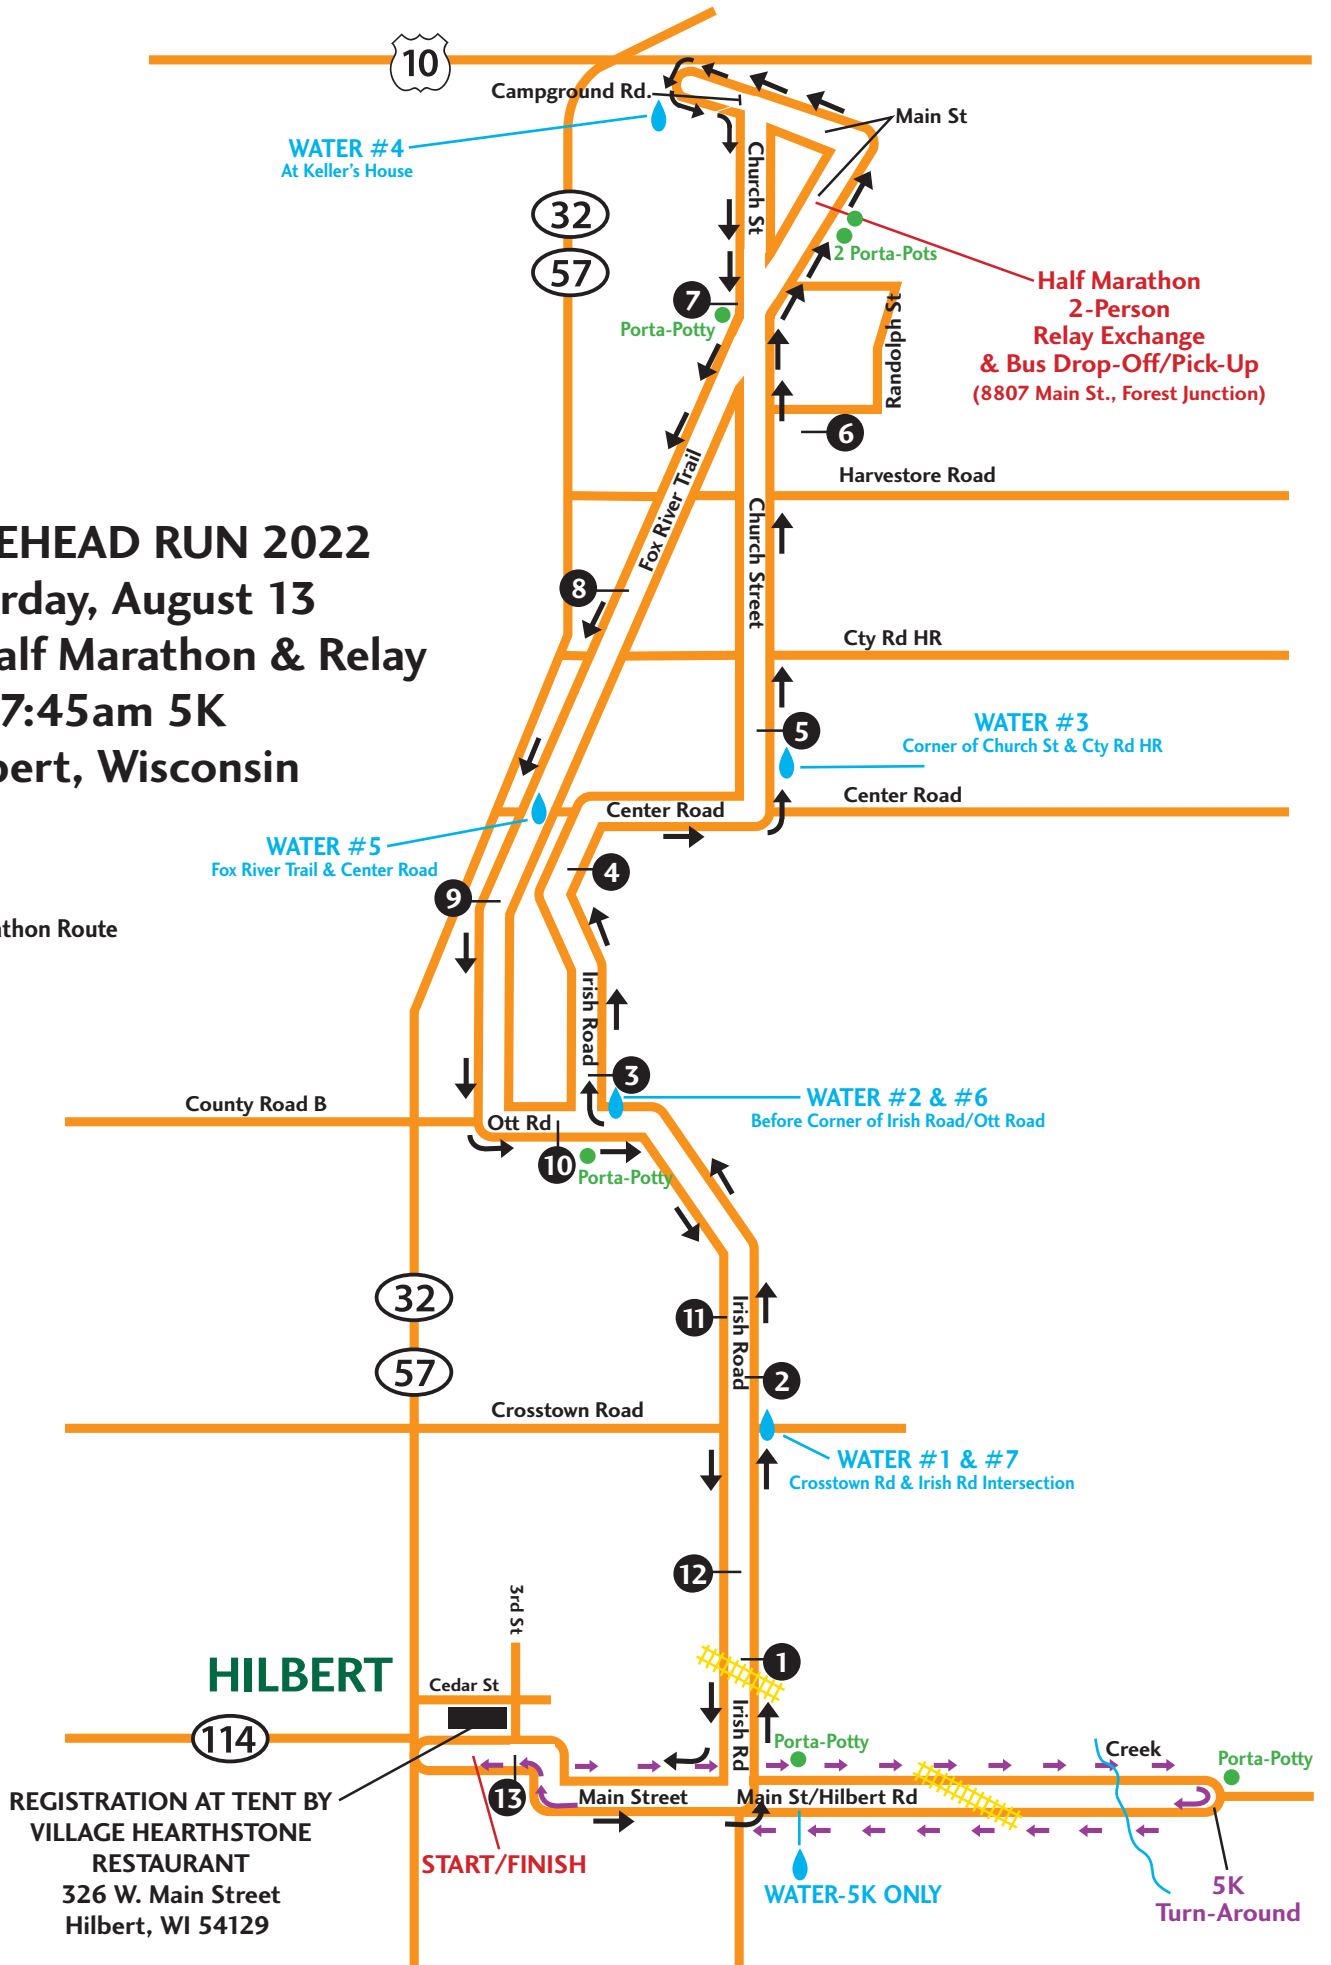 10
Campground Rd.
Main St
WATER #4
At Keller's House
Church St
32
57
2 Porta-Pots
Half Marathon
2-Person
Relay Exchange
& Bus Drop-Off/Pick-Up
(8807 Main St., Forest Junction)
7
Porta-Potty
Randolph St
6
Harvestore Road
Fox River Trail
Church Street
EHEAD RUN 2022
rday, August 13
alf Marathon & Relay
7:45am 5K
bert, Wisconsin
8
Cty Rd HR
5
WATER #3
Corner of Church St & Cty Rd HR
Center Road
Center Road
WATER #5
Fox River Trail & Center Road
4
9
athon Route
Irish Road
3
County Road B
WATER #2 & #6
Before Corner of Irish Road/Ott Road
Ott Rd
10
Porta-Potty
32
57
11
Irish Road
2
Crosstown Road
WATER #1 & #7
Crosstown Rd & Irish Rd Intersection
12
3rd St
1
HILBERT
Cedar St
114
Irish Rd
Porta-Potty
Creek
Porta-Potty
13
Main Street
Main St/Hilbert Rd
REGISTRATION AT TENT BY
VILLAGE HEARTHSTONE
RESTAURANT
326 W. Main Street
Hilbert, WI 54129
START/FINISH
WATER-5K ONLY
5K
Turn-Around